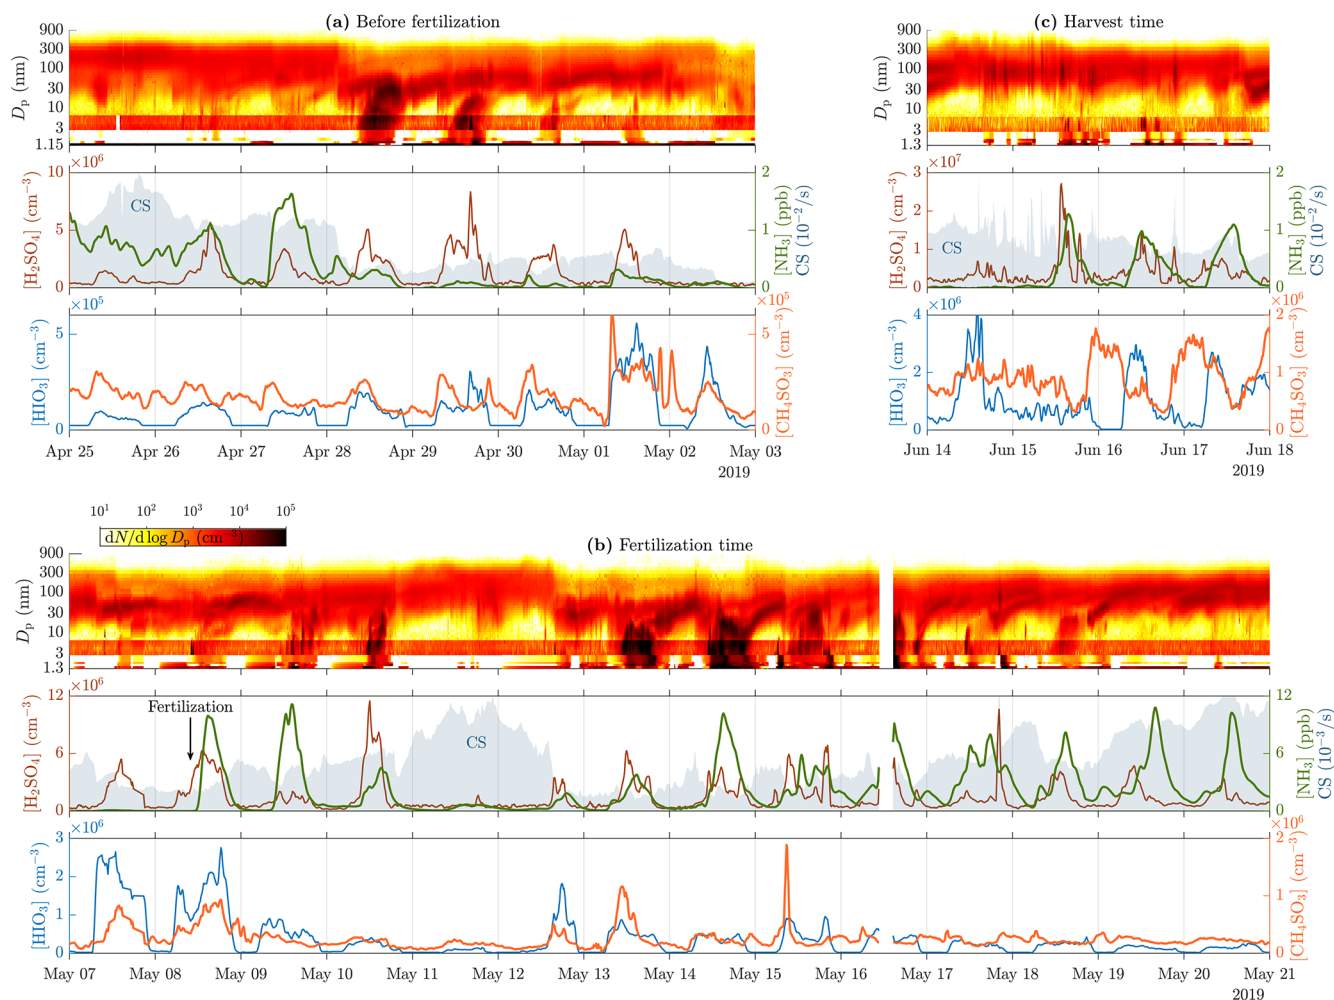 (a) Before fertilization
900
300
100
30
10
3
1.15
Dp (nm)
×10^6
10
5
0
[H2SO4] (cm−3)
CS
2
1
0
[NH3] (ppb)
CS (10−2/s)
×10^5
5
0
[HIO3] (cm−3)
×10^5
5
0
[CH4SO3] (cm−3)
Apr 25 Apr 26 Apr 27 Apr 28 Apr 29 Apr 30 May 01 May 02 May 03
2019
(c) Harvest time
900
300
100
30
10
3
1.3
Dp (nm)
×10^7
3
2
1
0
[H2SO4] (cm−3)
CS
2
1
0
[NH3] (ppb)
CS (10−2/s)
×10^6
4
2
0
[HIO3] (cm−3)
×10^6
2
1
0
[CH4SO3] (cm−3)
Jun 14 Jun 15 Jun 16 Jun 17 Jun 18
2019
10^1 10^2 10^3 10^4 10^5
dN/d log Dp (cm−3)
(b) Fertilization time
900
300
100
30
10
3
1.3
Dp (nm)
×10^6
12
6
0
[H2SO4] (cm−3)
Fertilization
CS
12
6
0
[NH3] (ppb)
CS (10−3/s)
×10^6
3
2
1
0
[HIO3] (cm−3)
×10^6
2
1
0
[CH4SO3] (cm−3)
May 07 May 08 May 09 May 10 May 11 May 12 May 13 May 14 May 15 May 16 May 17 May 18 May 19 May 20 May 21
2019